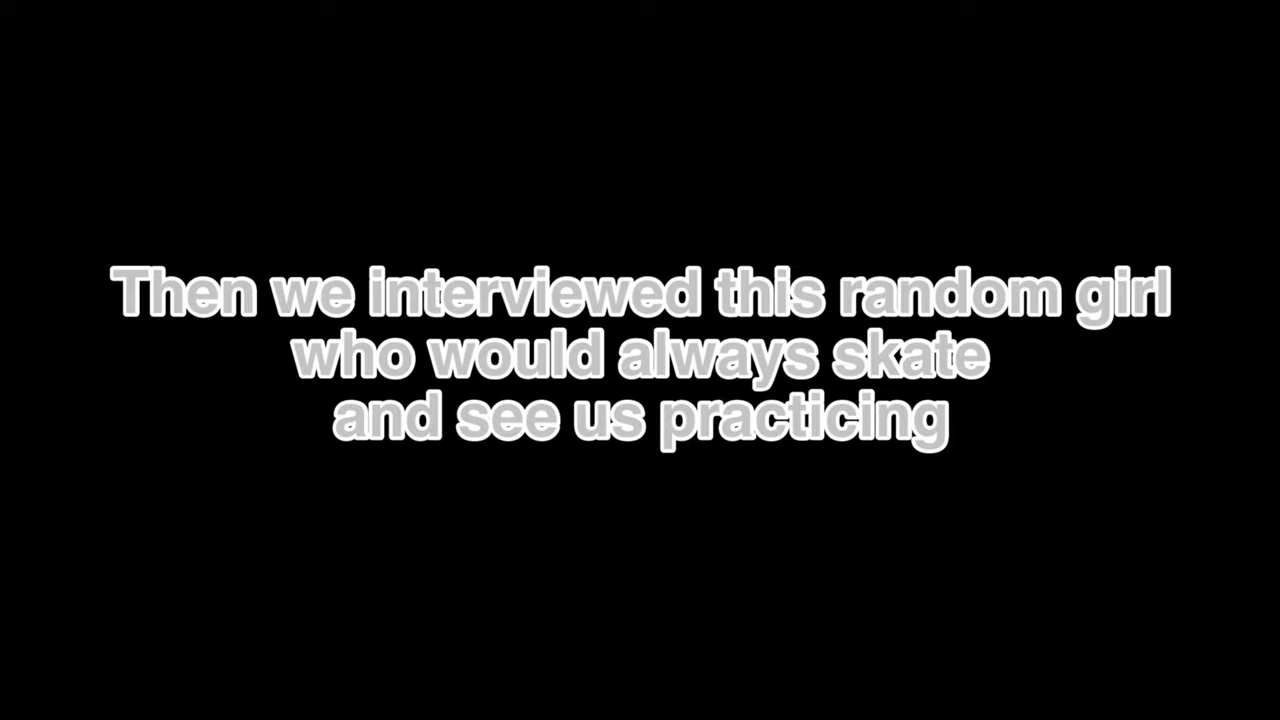 Then we interviewed this random girl
who would always skate
and see us practicing